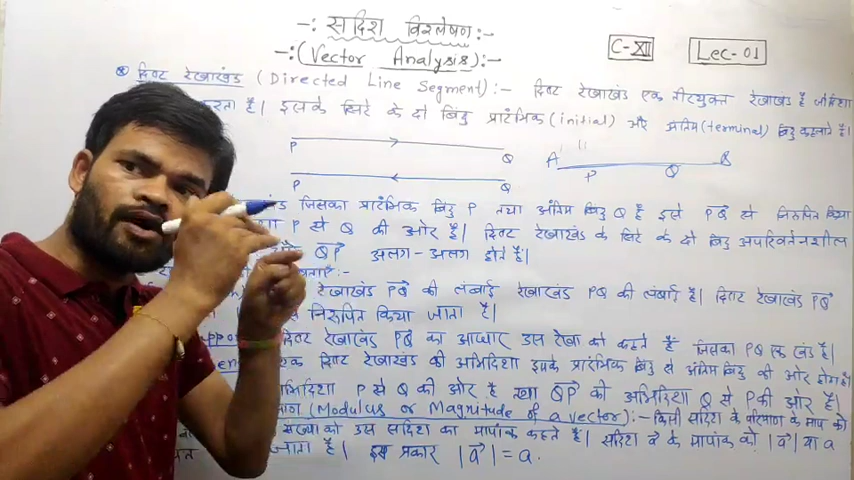 -: सदिश विश्लेषण :-
-:(Vector Analysis):-
C-XII
Lec-01
दिष्ट रेखाखंड (Directed Line Segment) :- दिष्ट रेखाखंड एक तीरयुक्त रेखाखंड है जो दिशा
करता है। इसके सिरे के दो बिंदु प्रारंभिक (initial) और अंतिम (terminal) बिंदु कहलाते हैं।
P Q A P Q B
P Q
जिसका प्रारंभिक बिंदु P तथा अंतिम बिंदु Q है इसे PQ से निरूपित किया
P से Q की ओर है। दिष्ट रेखाखंड के सिरे के दो बिंदु अपरिवर्तनशील
QP अलग-अलग होते हैं।
रेखाखंड PQ की लंबाई रेखाखंड PQ की लंबाई है। दिष्ट रेखाखंड PQ
से निरूपित किया जाता है।
दिष्ट रेखाखंड PQ का आधार उस रेखा को कहते हैं जिसका PQ एक खंड है।
दिष्ट रेखाखंड की अभिदिशा इसके प्रारंभिक बिंदु से अंतिम बिंदु की ओर होता है।
अभिदिशा P से Q की ओर है तथा QP की अभिदिशा Q से P की ओर है।
(Modulus or Magnitude of a vector) :- किसी सदिश के परिमाण के माप को
संख्या को उस सदिश का मापांक कहते हैं। सदिश a के मापांक को |a| या a
जाता है। इस प्रकार |a| = a.